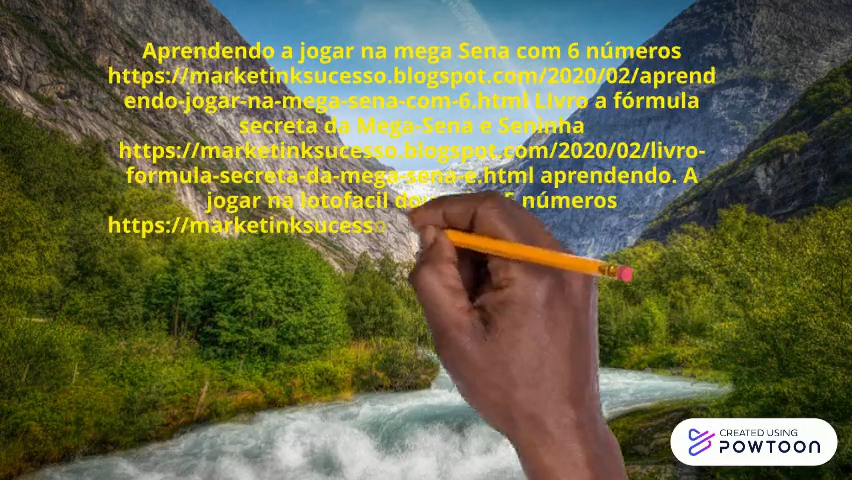 Aprendendo a jogar na mega Sena com 6 números
https://marketinksucesso.blogspot.com/2020/02/aprend
endo-jogar-na-mega-sena-com-6.html LIvro a fórmula
secreta da Mega-Sena e Seninha
https://marketinksucesso.blogspot.com/2020/02/livro-
formula-secreta-da-mega-sena-e.html aprendendo. A
jogar na lotofacil números
https://marketinksucesso
CREATED USING
POWTOON